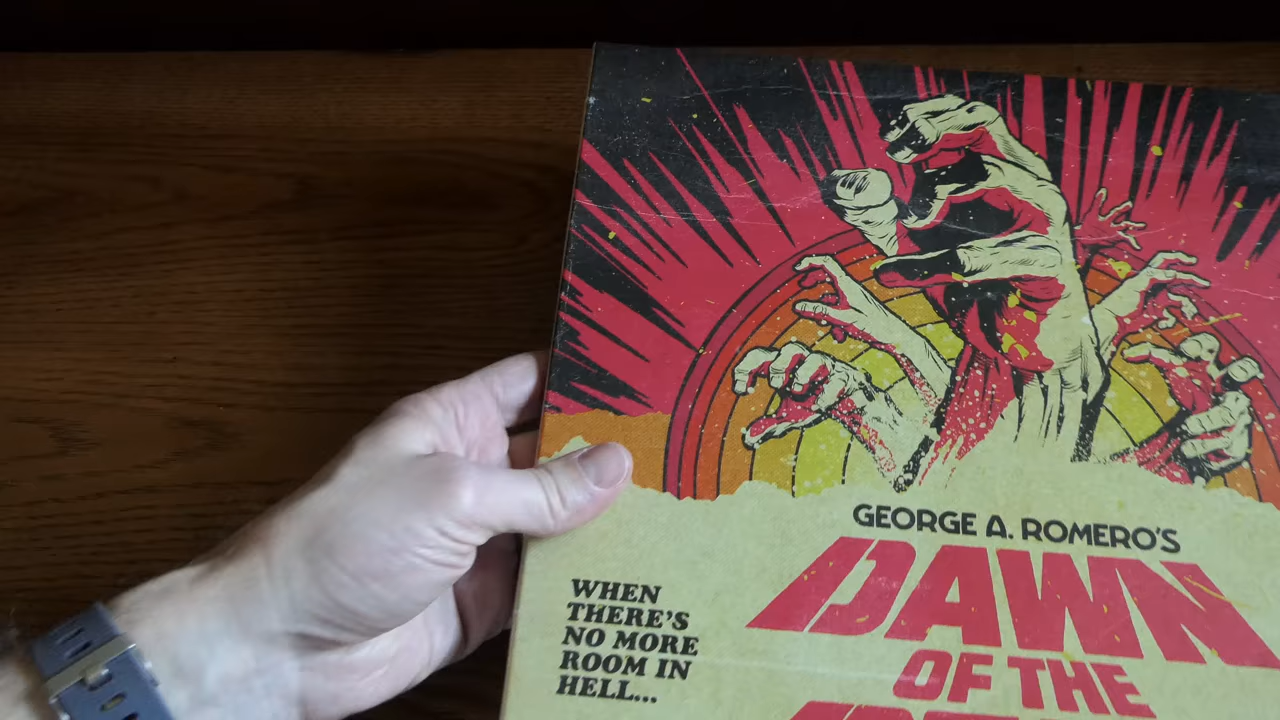 GEORGE A. ROMERO'S
DAWN
OF THE
WHEN
THERE'S
NO MORE
ROOM IN
HELL...